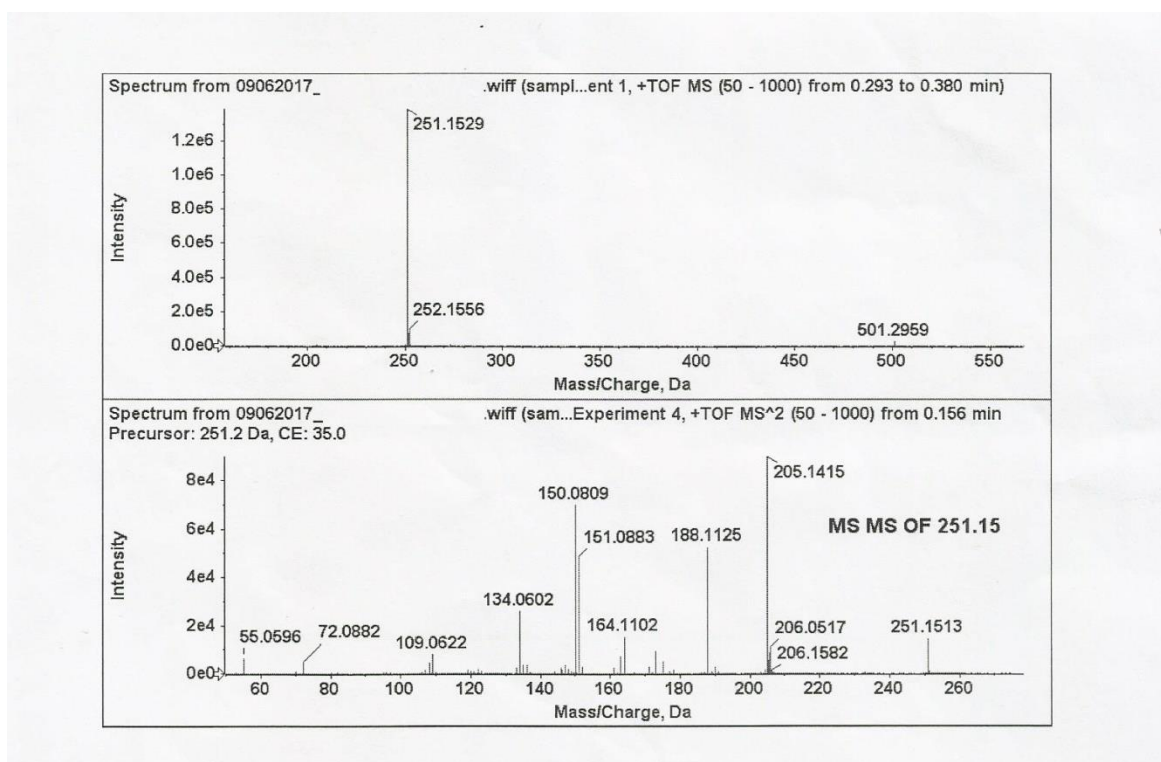 Spectrum from 09062017_ .wiff (sampl...ent 1, +TOF MS (50 - 1000) from 0.293 to 0.380 min)
251.1529
1.2e6
1.0e6
8.0e5
6.0e5
4.0e5
2.0e5
0.0e0
Intensity
252.1556
501.2959
200 250 300 350 400 450 500 550
Mass/Charge, Da
Spectrum from 09062017_ .wiff (sam...Experiment 4, +TOF MS^2 (50 - 1000) from 0.156 min
Precursor: 251.2 Da, CE: 35.0
8e4
6e4
4e4
2e4
0e0
Intensity
205.1415
150.0809
MS MS OF 251.15
151.0883
188.1125
134.0602
164.1102
206.0517
251.1513
55.0596
72.0882
109.0622
206.1582
60 80 100 120 140 160 180 200 220 240 260
Mass/Charge, Da